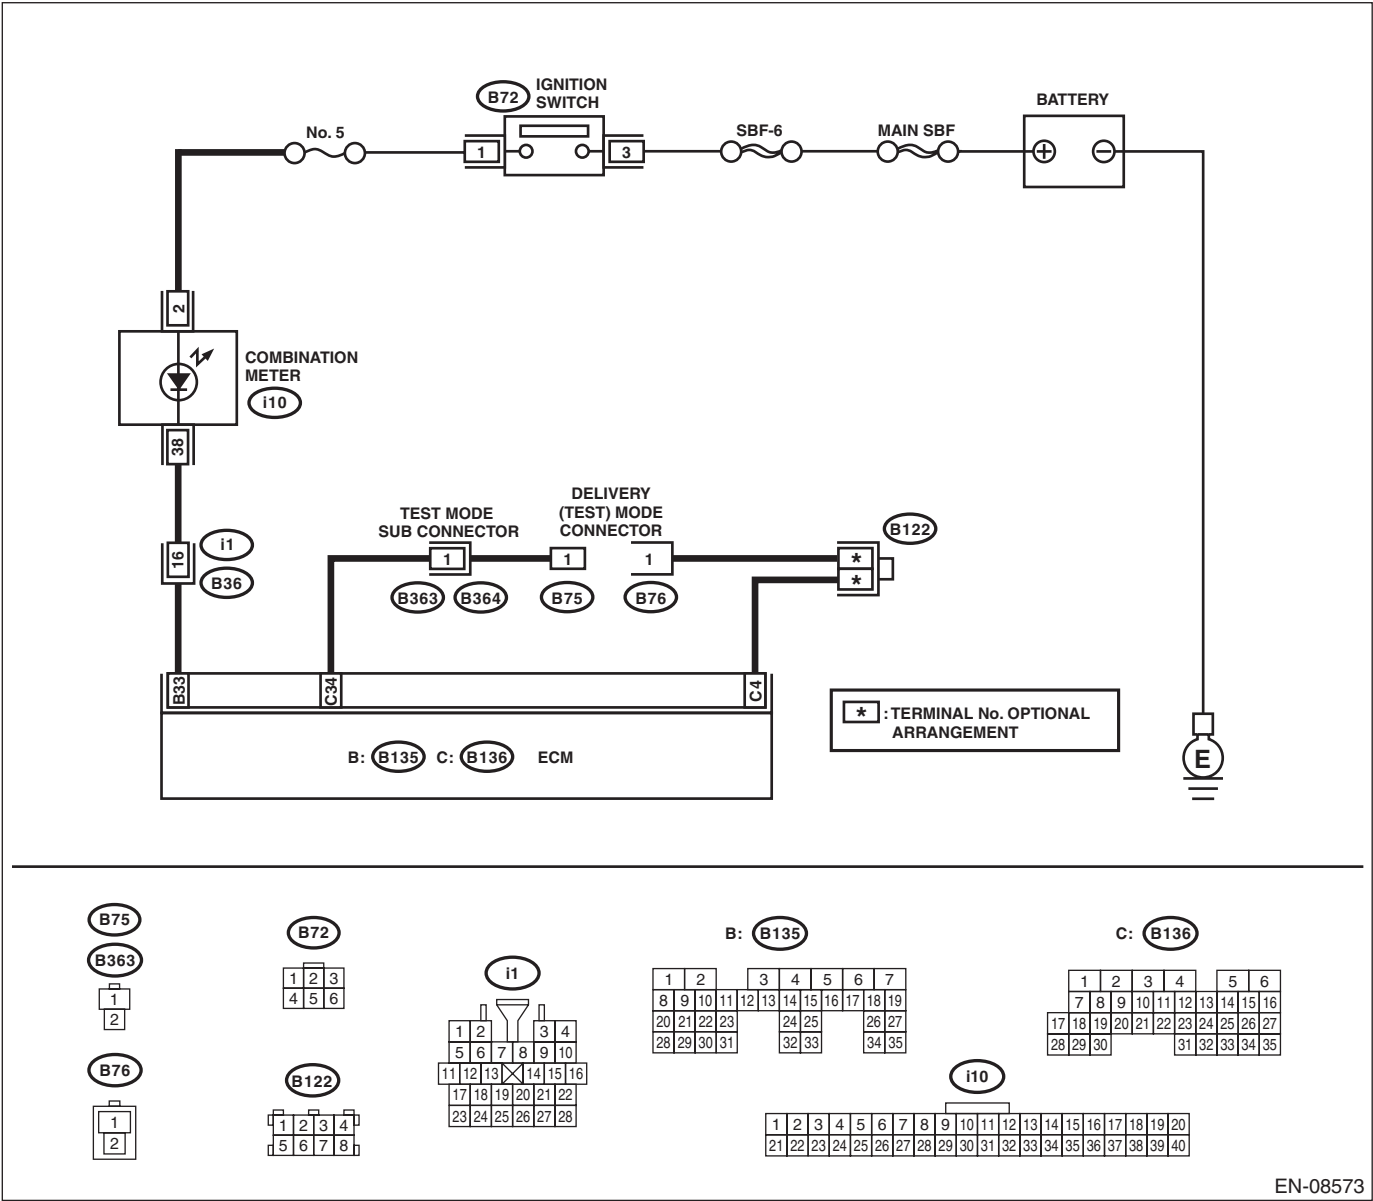 IGNITION
SWITCH
B72
BATTERY
No. 5
SBF-6
MAIN SBF
1
3
+
−
2
COMBINATION
METER
i10
38
DELIVERY
(TEST) MODE
CONNECTOR
TEST MODE
SUB CONNECTOR
B122
16
i1
B36
1
1
1
*
*
B363
B364
B75
B76
B33
C34
C4
* : TERMINAL No. OPTIONAL
ARRANGEMENT
B: B135 C: B136 ECM
E
B75
B363
1
2
B76
1
2
B72
1 2 3
4 5 6
B122
1 2 3 4
5 6 7 8
i1
1 2 3 4
5 6 7 8 9 10
11 12 13 14 15 16
17 18 19 20 21 22
23 24 25 26 27 28
B: B135
1 2 3 4 5 6 7
8 9 10 11 12 13 14 15 16 17 18 19
20 21 22 23 24 25 26 27
28 29 30 31 32 33 34 35
C: B136
1 2 3 4 5 6
7 8 9 10 11 12 13 14 15 16
17 18 19 20 21 22 23 24 25 26 27
28 29 30 31 32 33 34 35
i10
1 2 3 4 5 6 7 8 9 10 11 12 13 14 15 16 17 18 19 20
21 22 23 24 25 26 27 28 29 30 31 32 33 34 35 36 37 38 39 40
EN-08573